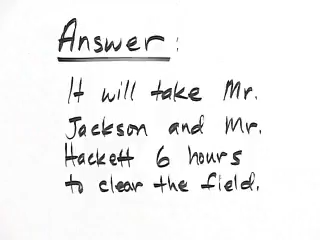 Answer:
It will take Mr.
Jackson and Mr.
Hackett 6 hours
to clear the field.